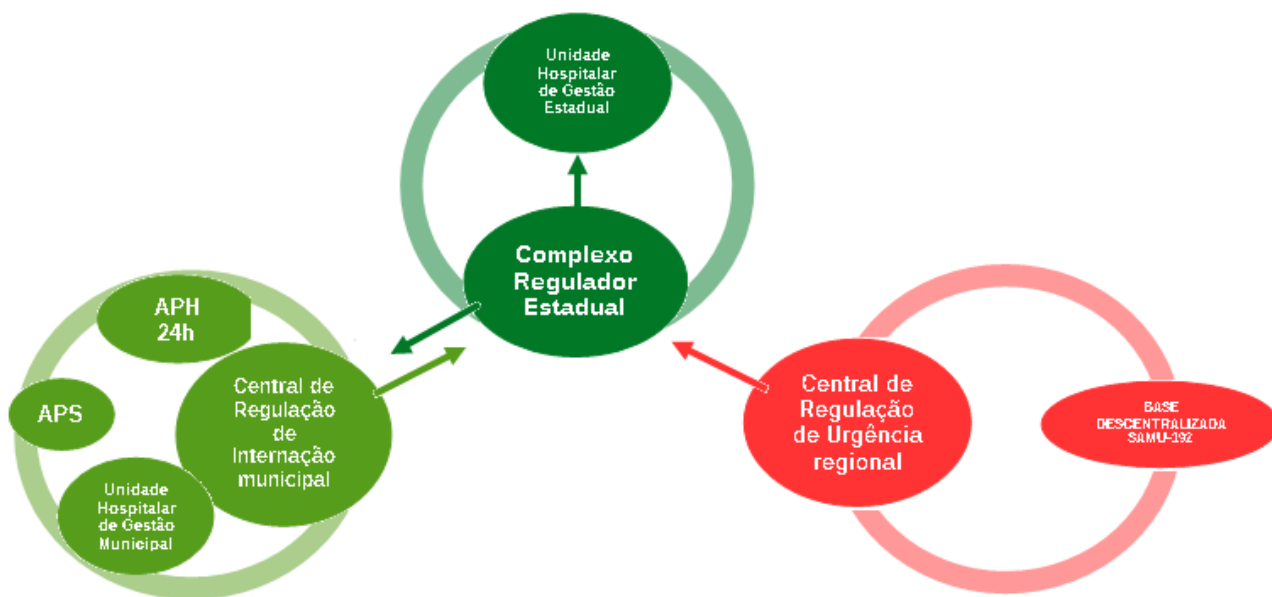 Unidade
Hospitalar
de Gestão
Estadual
Complexo
Regulador
Estadual
APH
24h
APS
Central de
Regulação
de
Internação
municipal
Unidade
Hospitalar
de Gestão
Municipal
Central de
Regulação
de Urgência
regional
BASE
DESCENTRALIZADA
SAMU-192